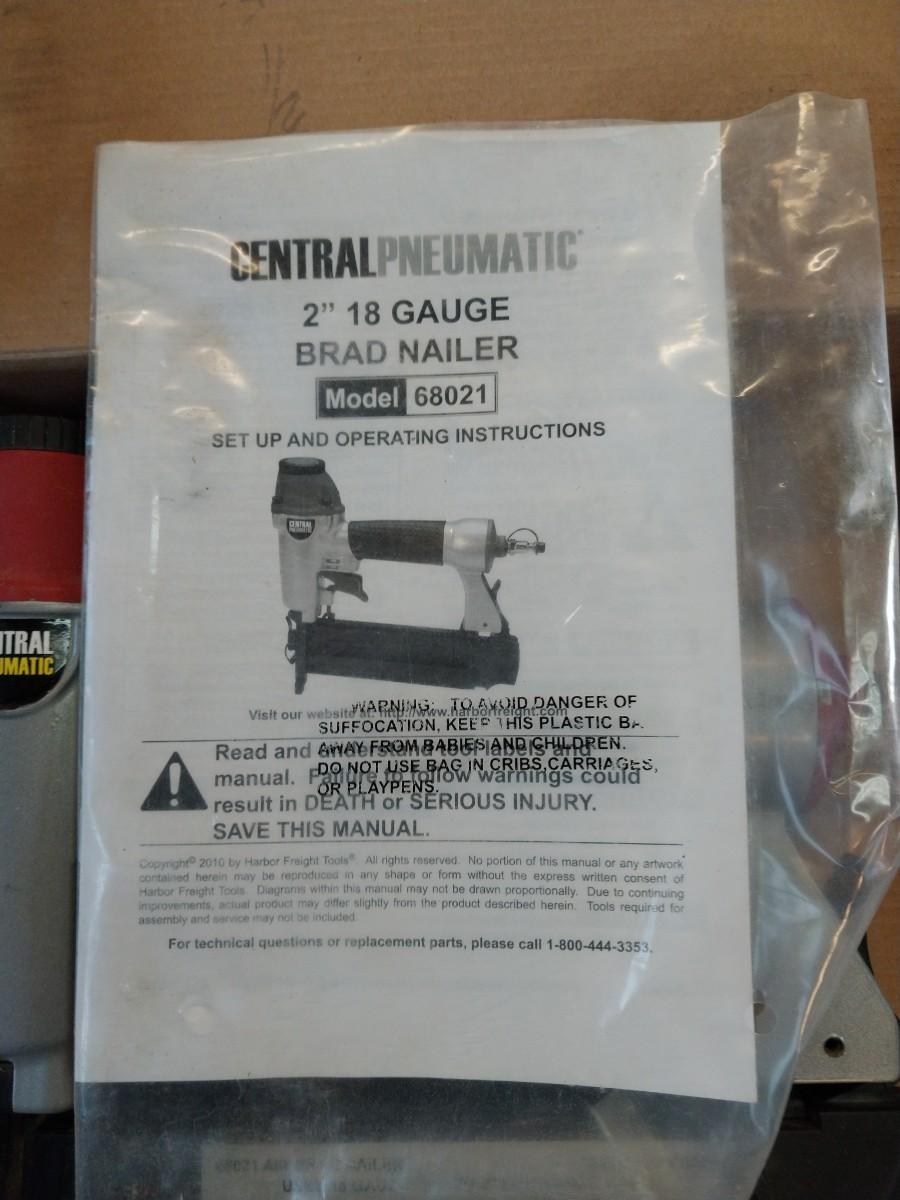 CENTRALPNEUMATIC®
2” 18 GAUGE
BRAD NAILER
Model 68021
SET UP AND OPERATING INSTRUCTIONS
CENTRAL
PNEUMATIC
NTRAL
UMATIC
Visit our website at: http://www.harborfreight.com
WARNING: TO AVOID DANGER OF
SUFFOCATION, KEEP THIS PLASTIC BA
AWAY FROM BABIES AND CHILDREN.
DO NOT USE BAG IN CRIBS,CARRIAGES,
OR PLAYPENS.
Read and understand tool labels and
manual. Failure to follow warnings could
result in DEATH or SERIOUS INJURY.
SAVE THIS MANUAL.
Copyright© 2010 by Harbor Freight Tools®. All rights reserved. No portion of this manual or any artwork
contained herein may be reproduced in any shape or form without the express written consent of
Harbor Freight Tools. Diagrams within this manual may not be drawn proportionally. Due to continuing
improvements, actual product may differ slightly from the product described herein. Tools required for
assembly and service may not be included.
For technical questions or replacement parts, please call 1-800-444-3353.
68021